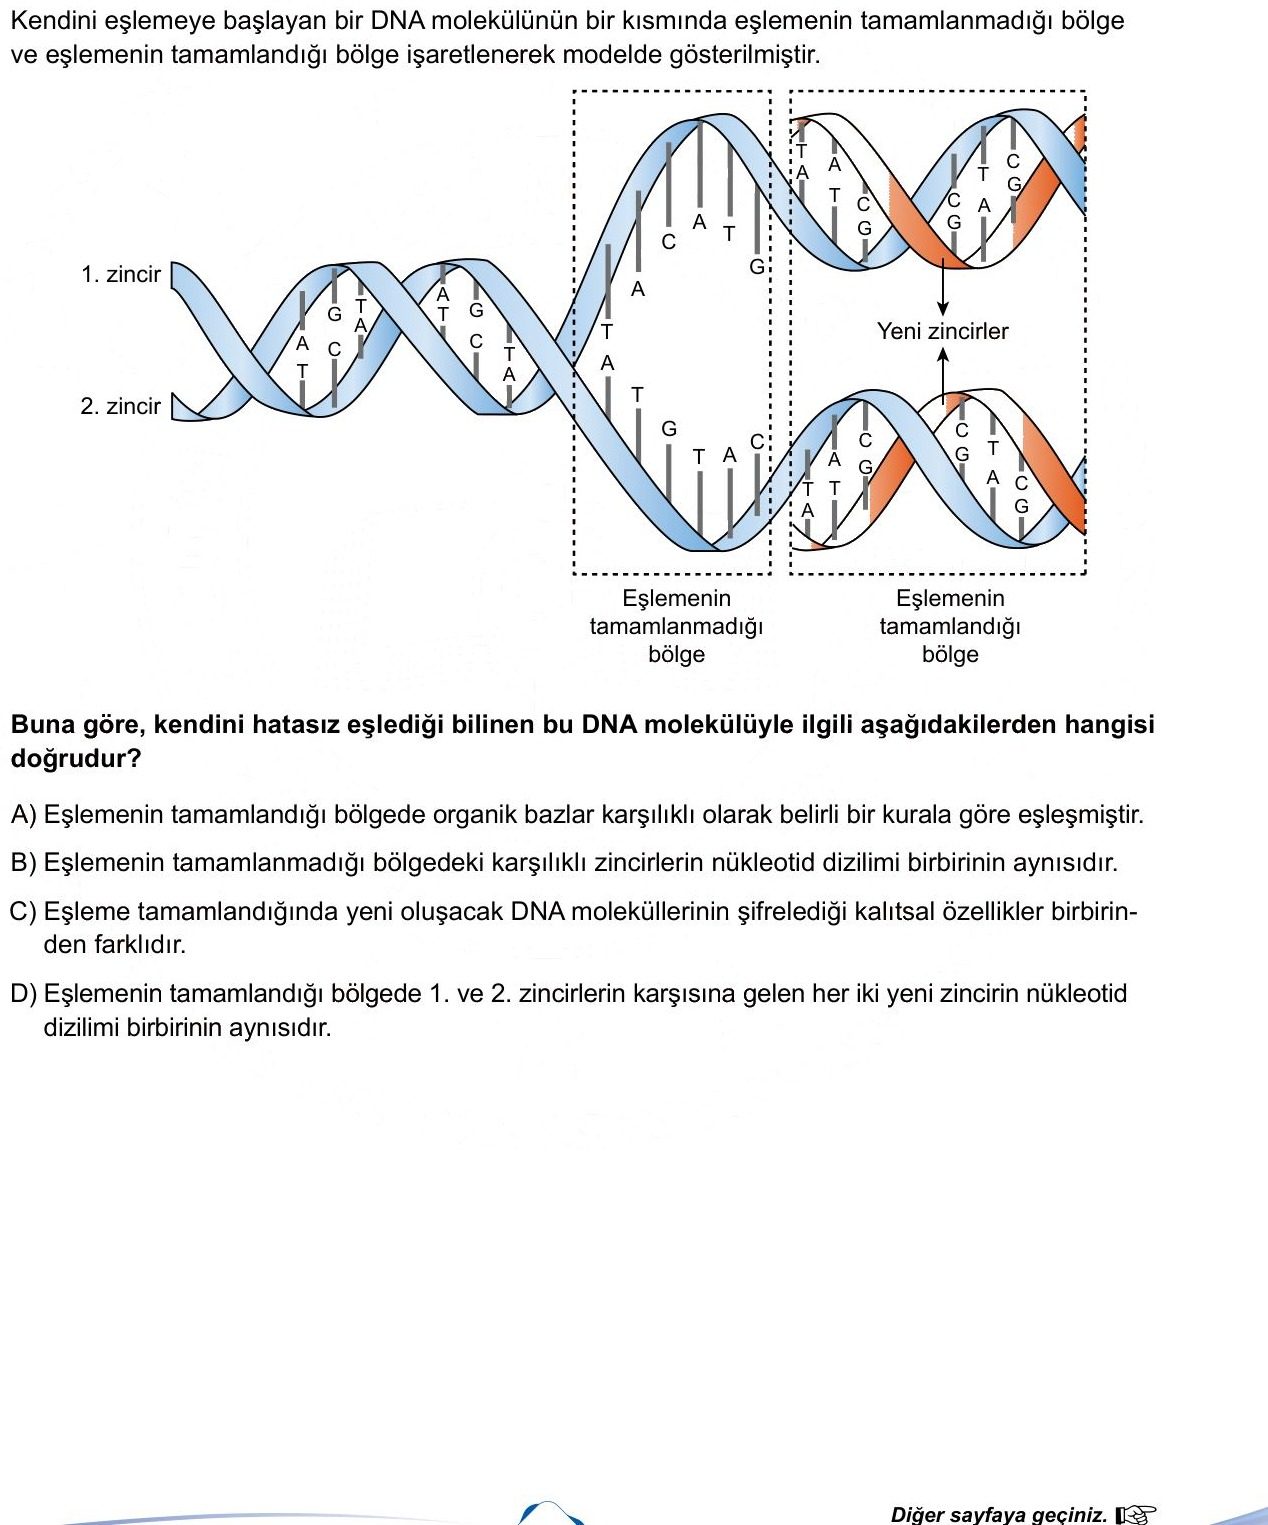 Kendini eşlemeye başlayan bir DNA molekülünün bir kısmında eşlemenin tamamlanmadığı bölge
ve eşlemenin tamamlandığı bölge işaretlenerek modelde gösterilmiştir.
1. zincir
2. zincir
A G T A G T
T C A T C A
T A C A T G
A T G T A C
T A C C T C
A T G G A G
Yeni zincirler
T A C C T C
A T G G A G
Eşlemenin
tamamlanmadığı
bölge
Eşlemenin
tamamlandığı
bölge
Buna göre, kendini hatasız eşlediği bilinen bu DNA molekülüyle ilgili aşağıdakilerden hangisi
doğrudur?
A) Eşlemenin tamamlandığı bölgede organik bazlar karşılıklı olarak belirli bir kurala göre eşleşmiştir.
B) Eşlemenin tamamlanmadığı bölgedeki karşılıklı zincirlerin nükleotid dizilimi birbirinin aynısıdır.
C) Eşleme tamamlandığında yeni oluşacak DNA moleküllerinin şifrelediği kalıtsal özellikler birbirin-
den farklıdır.
D) Eşlemenin tamamlandığı bölgede 1. ve 2. zincirlerin karşısına gelen her iki yeni zincirin nükleotid
dizilimi birbirinin aynısıdır.
Diğer sayfaya geçiniz.